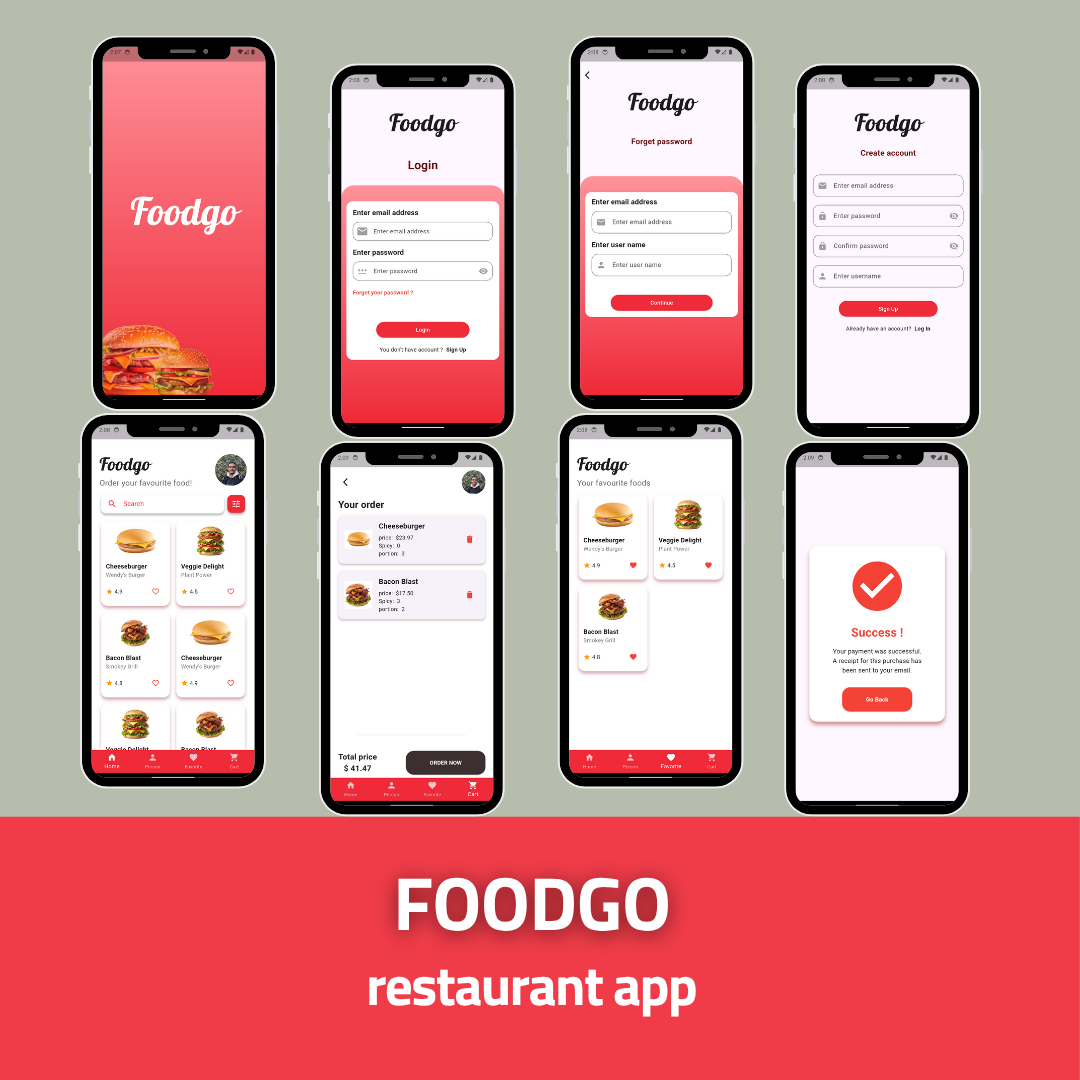 2:07
Foodgo
2:08
Foodgo
Login
Enter email address
Enter email address
Enter password
Enter password
Forget your password ?
Login
You don't have account ? Sign Up
2:08
Foodgo
Forget password
Enter email address
Enter email address
Enter user name
Enter user name
Continue
2:08
Foodgo
Create account
Enter email address
Enter password
Confirm password
Enter username
Sign Up
Already have an account? Log In
2:08
Foodgo
Order your favourite food!
Search
Cheeseburger
Wendy's Burger
4.9
Veggie Delight
Plant Power
4.5
Bacon Blast
Smokey Grill
4.8
Cheeseburger
Wendy's Burger
4.9
Veggie Delight
Bacon Blast
Home
Person
Favorite
Cart
2:09
Your order
Cheeseburger
price: $23.97
Spicy: 0
portion: 3
Bacon Blast
price: $17.50
Spicy: 3
portion: 2
Total price
$ 41.47
ORDER NOW
Home
Person
Favorite
Cart
2:08
Foodgo
Your favourite foods
Cheeseburger
Wendy's Burger
4.9
Veggie Delight
Plant Power
4.5
Bacon Blast
Smokey Grill
4.8
Home
Person
Favorite
Cart
2:09
Success !
Your payment was successful.
A receipt for this purchase has
been sent to your email.
Go Back
FOODGO
restaurant app